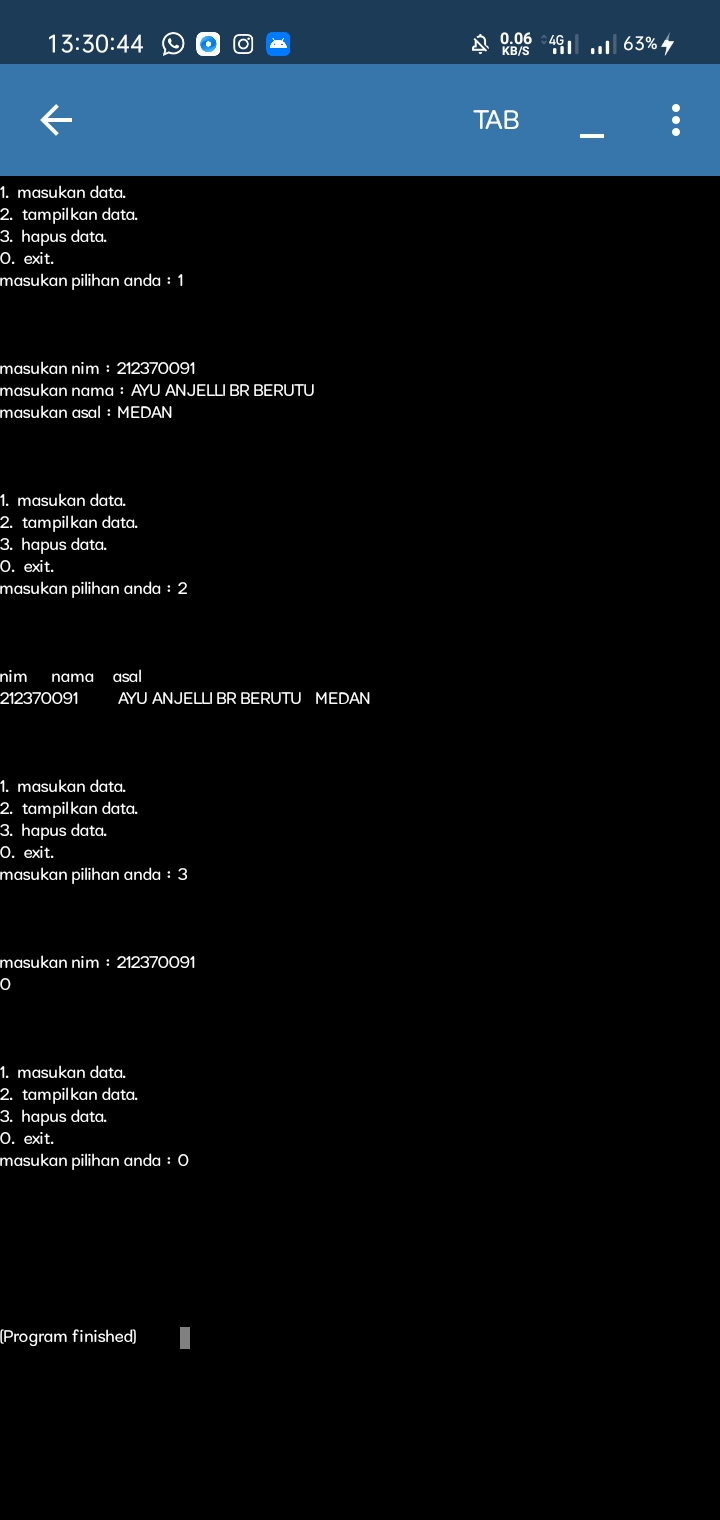 13:30:44 0.06 KB/S 4G 63%
TAB
1. masukan data.
2. tampilkan data.
3. hapus data.
0. exit.
masukan pilihan anda : 1
masukan nim : 212370091
masukan nama : AYU ANJELLI BR BERUTU
masukan asal : MEDAN
1. masukan data.
2. tampilkan data.
3. hapus data.
0. exit.
masukan pilihan anda : 2
nim nama asal
212370091 AYU ANJELLI BR BERUTU MEDAN
1. masukan data.
2. tampilkan data.
3. hapus data.
0. exit.
masukan pilihan anda : 3
masukan nim : 212370091
0
1. masukan data.
2. tampilkan data.
3. hapus data.
0. exit.
masukan pilihan anda : 0
[Program finished]